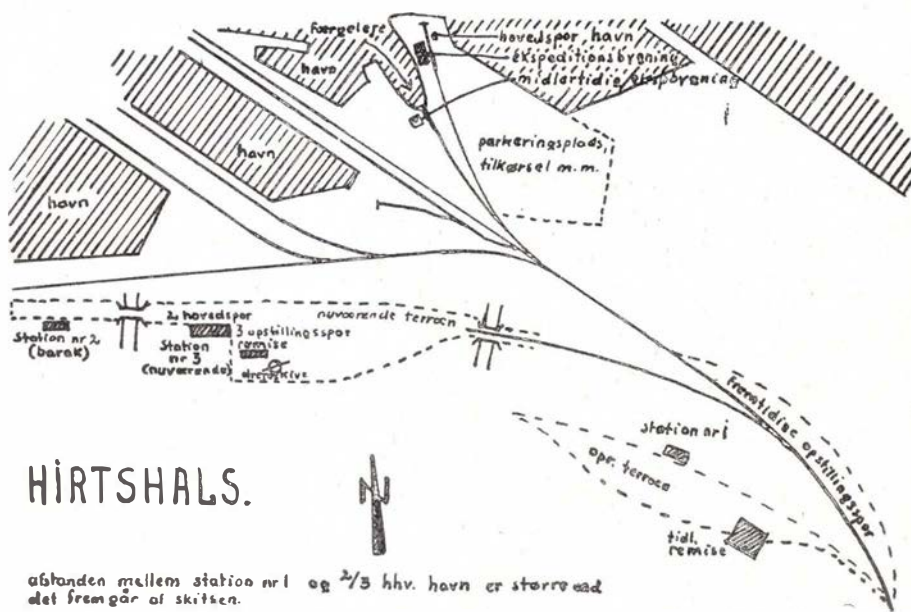 færgeleje
hovedspor havn
ekspeditionsbygning
havn
parkeringsplads,
tilkørsel m.m.
havn
havn
2 hovedspor
nuværende terræn
3 opstillingsspor
remise
drejeskive
Station nr 2
(barak)
Station
nr 3
(nuværende)
fremtidige opstillingsspor
station nr 1
opr. terræn
tidl.
remise
HIRTSHALS.
afstanden mellem station nr 1 og 2/3 hhv. havn er større end
det fremgår af skitsen.